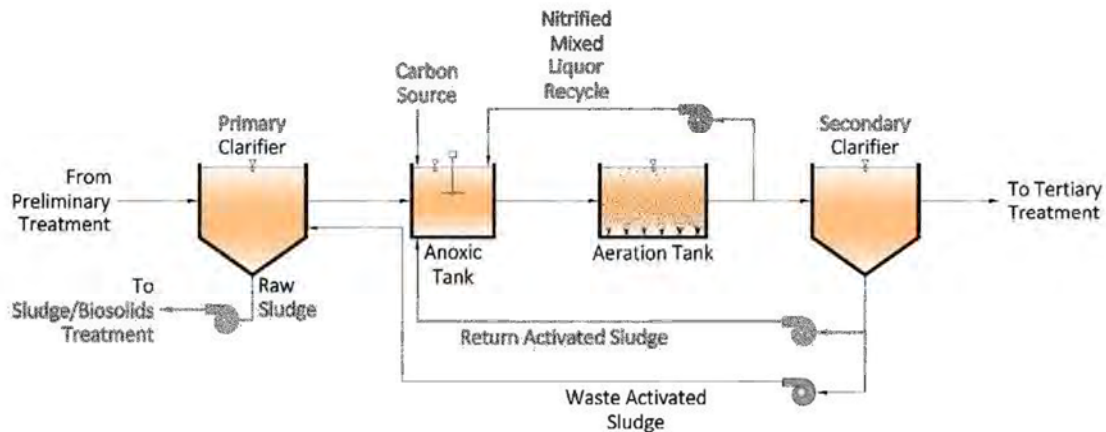 Nitrified
Mixed
Liquor
Recycle
Carbon
Source
Primary
Clarifier
Secondary
Clarifier
From
Preliminary
Treatment
To Tertiary
Treatment
Anoxic
Tank
Aeration Tank
To
Sludge/Biosolids
Treatment
Raw
Sludge
Return Activated Sludge
Waste Activated
Sludge